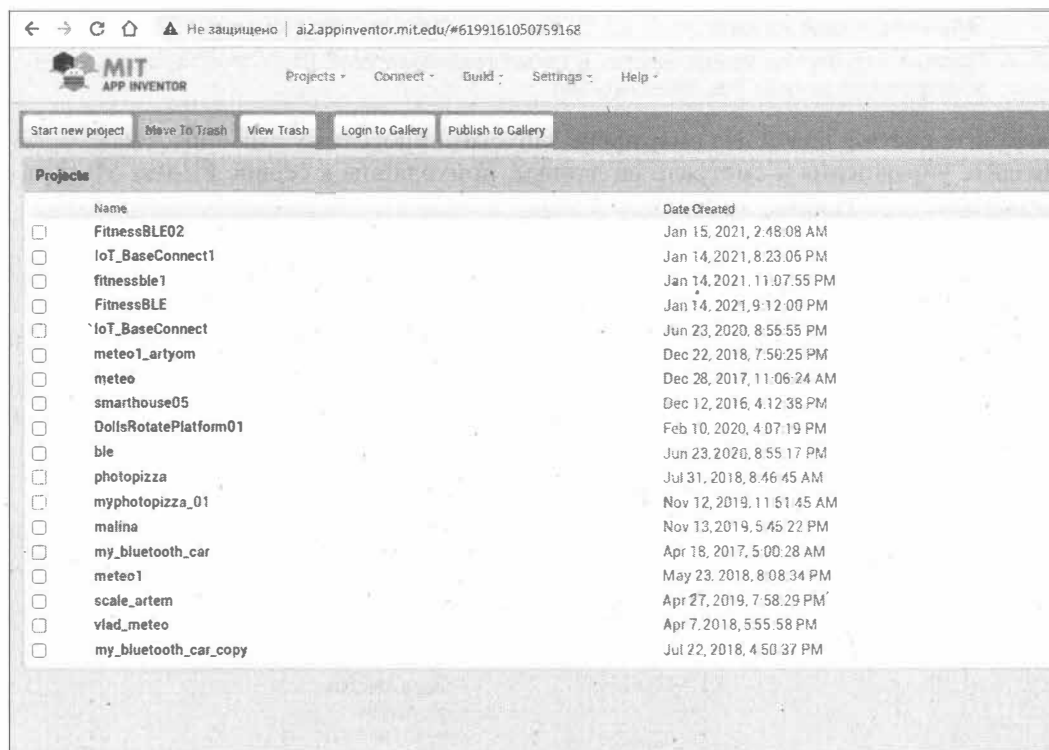 Не защищено | ai2.appinventor.mit.edu/#6199161050759168
MIT
APP INVENTOR
Projects Connect Build Settings Help
Start new project Move To Trash View Trash Login to Gallery Publish to Gallery
Projects
Name Date Created
FitnessBLE02 Jan 15, 2021, 2:48:08 AM
IoT_BaseConnect1 Jan 14, 2021, 8:23:06 PM
fitnessble1 Jan 14, 2021, 11:07:55 PM
FitnessBLE Jan 14, 2021, 9:12:00 PM
IoT_BaseConnect Jun 23, 2020, 8:55:55 PM
meteo1_artyom Dec 22, 2018, 7:50:25 PM
meteo Dec 28, 2017, 11:06:24 AM
smarthouse05 Dec 12, 2016, 4:12:38 PM
DollsRotatePlatform01 Feb 10, 2020, 4:07:19 PM
ble Jun 23, 2020, 8:55:17 PM
photopizza Jul 31, 2018, 8:46:45 AM
myphotopizza_01 Nov 12, 2019, 11:51:45 AM
malina Nov 13, 2019, 5:45:22 PM
my_bluetooth_car Apr 18, 2017, 5:00:28 AM
meteo1 May 23, 2018, 8:08:34 PM
scale_artem Apr 27, 2019, 7:58:29 PM
vlad_meteo Apr 7, 2018, 5:55:58 PM
my_bluetooth_car_copy Jul 22, 2018, 4:50:37 PM